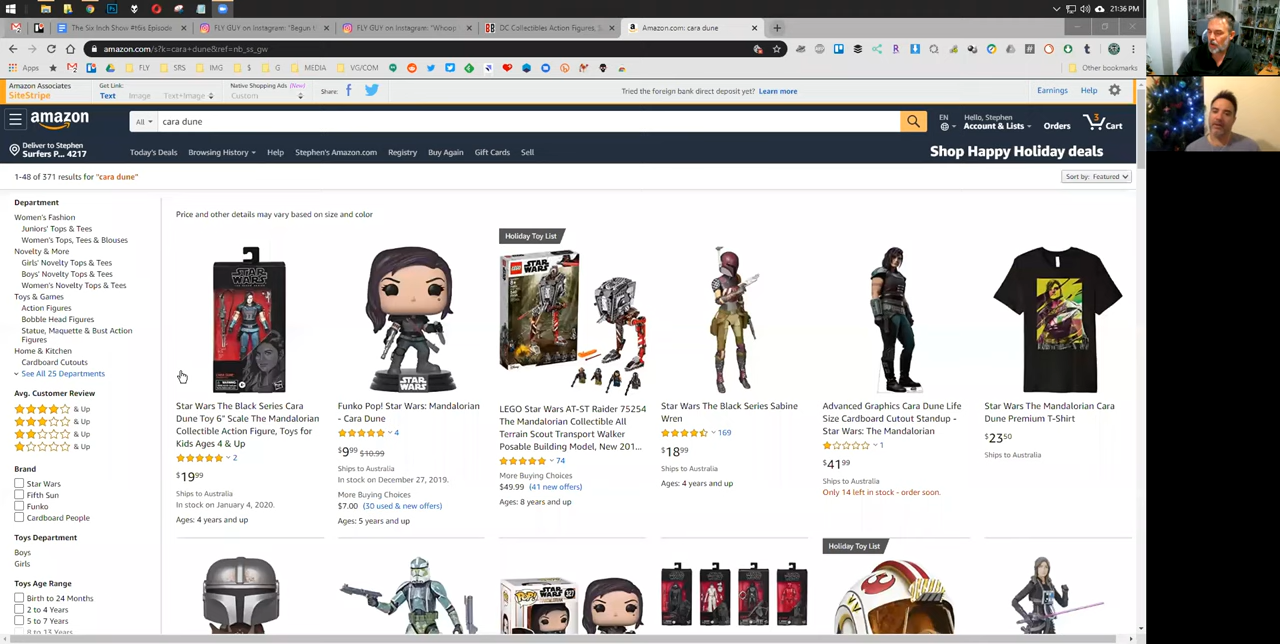 21:36 PM
The Six Inch Show #t6is Episode
FLY GUY on Instagram: "Begun t
FLY GUY on Instagram: "Whoop
DC Collectibles Action Figures, S
Amazon.com: cara dune
amazon.com/s?k=cara+dune&ref=nb_ss_gw
Apps
FLY
SRS
IMG
$
G
MEDIA
VG/COM
Other bookmarks
Amazon Associates
SiteStripe
Get Link:
Text
Image
Text+Image
Native Shopping Ads (New)
Custom
Share:
Tried the foreign bank direct deposit yet? Learn more
Earnings
Help
amazon
All
cara dune
EN
Hello, Stephen
Account & Lists
Orders
3
Cart
Deliver to Stephen
Surfers P... 4217
Today's Deals
Browsing History
Help
Stephen's Amazon.com
Registry
Buy Again
Gift Cards
Sell
Shop Happy Holiday deals
1-48 of 371 results for "cara dune"
Sort by: Featured
Department
Women's Fashion
Juniors' Tops & Tees
Women's Tops, Tees & Blouses
Novelty & More
Girls' Novelty Tops & Tees
Boys' Novelty Tops & Tees
Women's Novelty Tops & Tees
Toys & Games
Action Figures
Bobble Head Figures
Statue, Maquette & Bust Action
Figures
Home & Kitchen
Cardboard Cutouts
See All 25 Departments
Avg. Customer Review
& Up
& Up
& Up
& Up
Brand
Star Wars
Fifth Sun
Funko
Cardboard People
Toys Department
Boys
Girls
Toys Age Range
Birth to 24 Months
2 to 4 Years
5 to 7 Years
8 to 13 Years
Price and other details may vary based on size and color
STAR
WARS
Star Wars The Black Series Cara
Dune Toy 6" Scale The Mandalorian
Collectible Action Figure, Toys for
Kids Ages 4 & Up
2
$19.99
Ships to Australia
In stock on January 4, 2020.
Ages: 4 years and up
STAR
WARS
Funko Pop! Star Wars: Mandalorian
- Cara Dune
4
$9.99 $10.99
Ships to Australia
In stock on December 27, 2019.
More Buying Choices
$7.00 (30 used & new offers)
Ages: 5 years and up
Holiday Toy List
LEGO
STAR
WARS
LEGO Star Wars AT-ST Raider 75254
The Mandalorian Collectible All
Terrain Scout Transport Walker
Posable Building Model, New 201...
74
More Buying Choices
$49.99 (41 new offers)
Ages: 8 years and up
Star Wars The Black Series Sabine
Wren
169
$18.99
Ships to Australia
Ages: 4 years and up
Advanced Graphics Cara Dune Life
Size Cardboard Cutout Standup -
Star Wars: The Mandalorian
1
$41.99
Ships to Australia
Only 14 left in stock - order soon.
Star Wars The Mandalorian Cara
Dune Premium T-Shirt
$23.50
Ships to Australia
POP!
STAR
WARS
Holiday Toy List